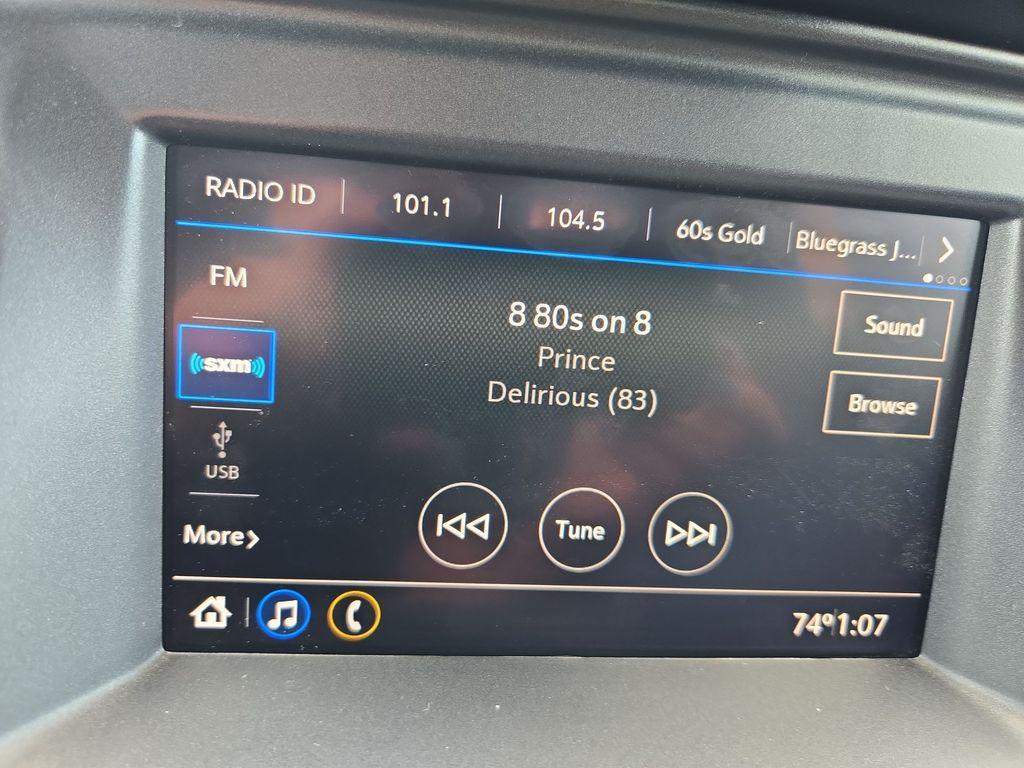 RADIO ID 101.1 104.5 60s Gold Bluegrass J...
FM
8 80s on 8
Sound
sxm
Prince
Delirious (83)
Browse
USB
More
Tune
74° 1:07